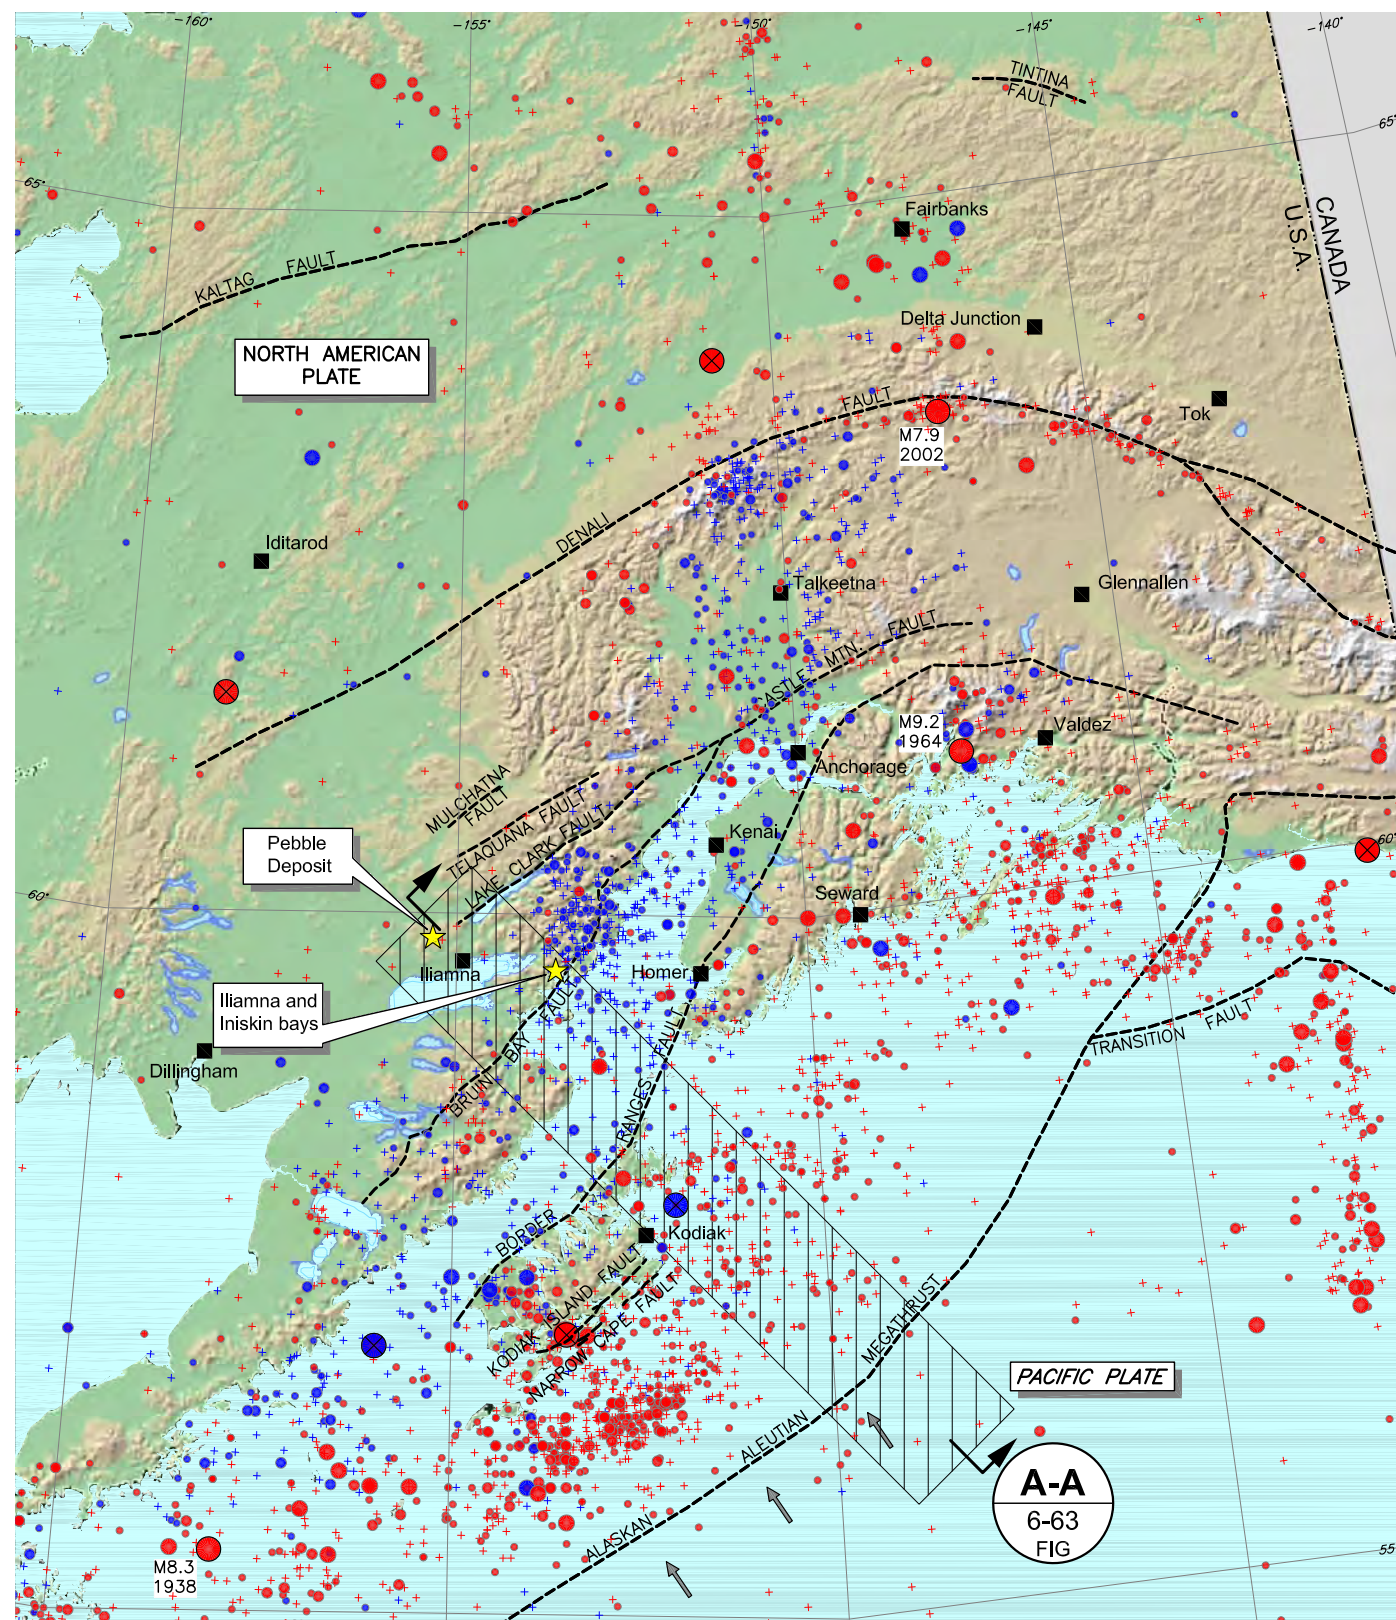 -160°
-155°
-150°
-145°
-140°
TINTINA
FAULT
65°
65°
CANADA
U.S.A.
Fairbanks
KALTAG FAULT
Delta Junction
NORTH AMERICAN
PLATE
FAULT
Tok
M7.9
2002
Iditarod
DENALI
Talkeetna
Glennallen
FAULT
MTN.
CASTLE
M9.2
1964
Valdez
Anchorage
MULCHATNA
FAULT
TELAQUANA FAULT
LAKE CLARK FAULT
Kenai
Pebble
Deposit
60°
60°
Seward
Iliamna
Homer
Iliamna and
Iniskin bays
FAULT
BAY
BRUIN
FAULT
RANGES
BORDER
TRANSITION FAULT
Dillingham
Kodiak
KODIAK ISLAND FAULT
NARROW CAPE FAULT
MEGATHRUST
ALEUTIAN
ALASKAN
PACIFIC PLATE
A-A
6-63
FIG
M8.3
1938
55°